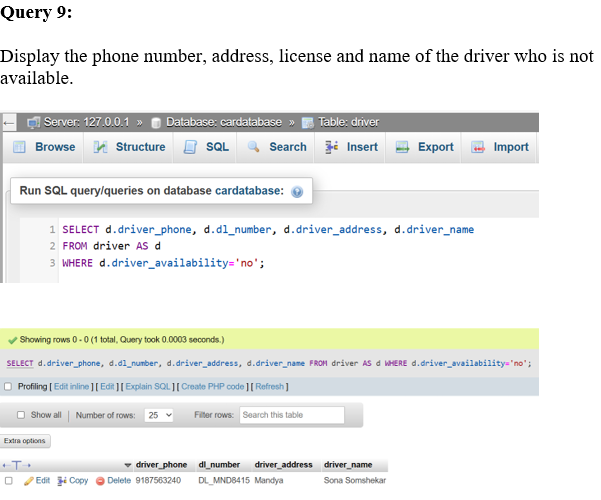 Query 9:
Display the phone number, address, license and name of the driver who is not
available.
Server: 127.0.0.1 » Database: cardatabase » Table: driver
Browse Structure SQL Search Insert Export Import
Run SQL query/queries on database cardatabase:
1 SELECT d.driver_phone, d.dl_number, d.driver_address, d.driver_name
2 FROM driver AS d
3 WHERE d.driver_availability='no';
Showing rows 0 - 0 (1 total, Query took 0.0003 seconds.)
SELECT d.driver_phone, d.dl_number, d.driver_address, d.driver_name FROM driver AS d WHERE d.driver_availability='no';
Profiling [ Edit inline ] [ Edit ] [ Explain SQL ] [ Create PHP code ] [ Refresh ]
Show all | Number of rows: 25 Filter rows: Search this table
Extra options
←T→ driver_phone dl_number driver_address driver_name
Edit Copy Delete 9187563240 DL_MND8415 Mandya Sona Somshekar